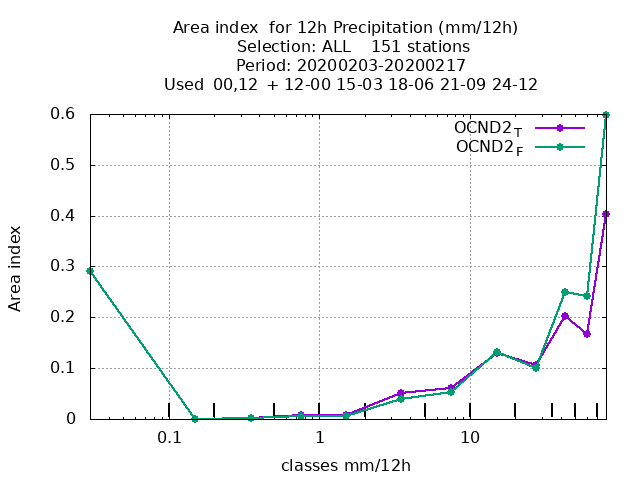 Area index  for 12h Precipitation (mm/12h)
Selection: ALL    151 stations
Period: 20200203-20200217
Used  00,12  + 12-00 15-03 18-06 21-09 24-12
OCND2T
OCND2F
0.6
0.5
0.4
0.3
0.2
0.1
0
Area index
0.1 1 10
classes mm/12h